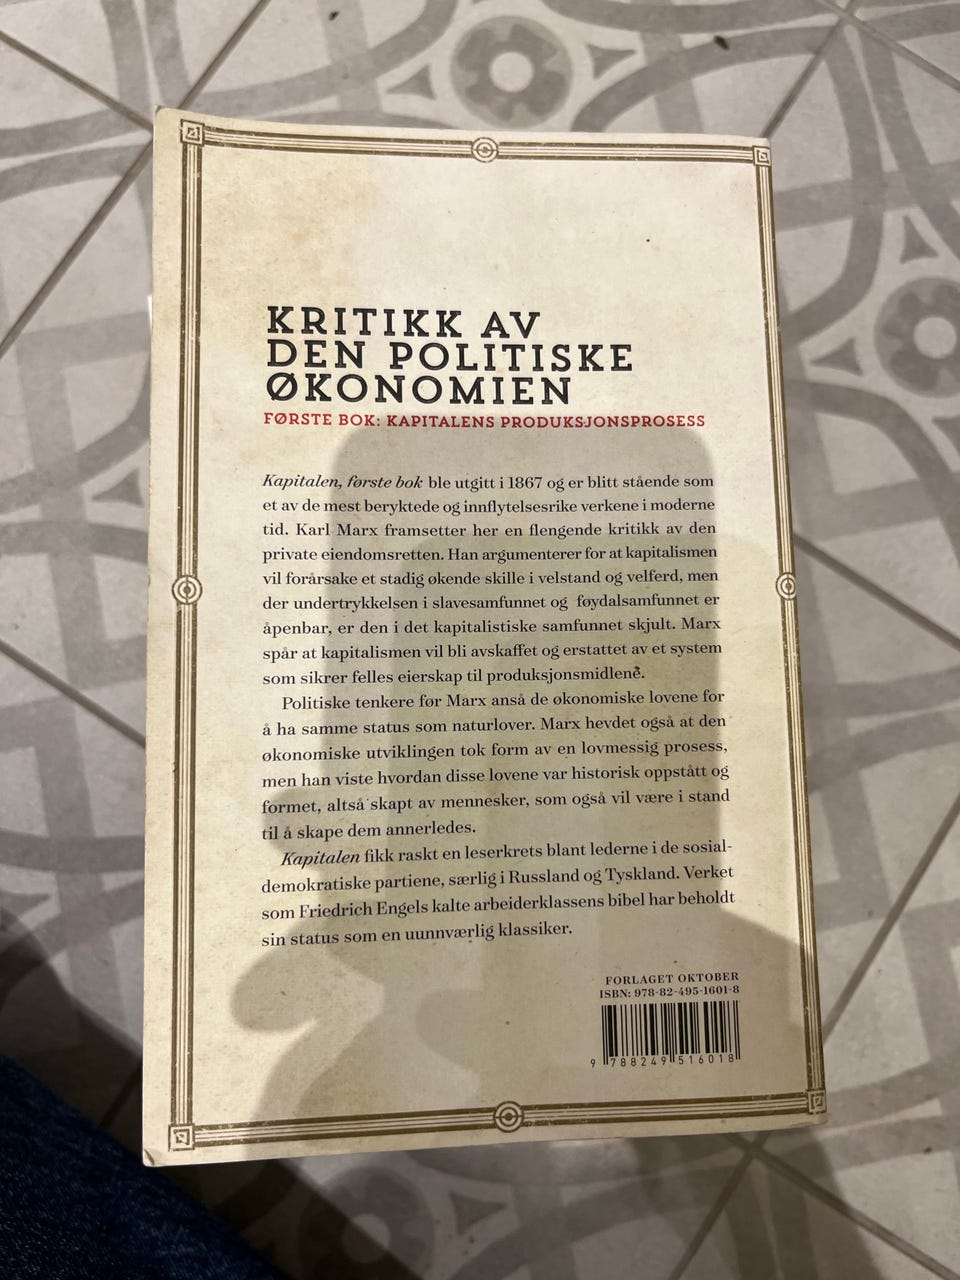 KRITIKK AV
DEN POLITISKE
ØKONOMIEN
FØRSTE BOK: KAPITALENS PRODUKSJONSPROSESS
Kapitalen, første bok ble utgitt i 1867 og er blitt stående som
et av de mest beryktede og innflytelsesrike verkene i moderne
tid. Karl Marx framsetter her en flengende kritikk av den
private eiendomsretten. Han argumenterer for at kapitalismen
vil forårsake et stadig økende skille i velstand og velferd, men
der undertrykkelsen i slavesamfunnet og føydalsamfunnet er
åpenbar, er den i det kapitalistiske samfunnet skjult. Marx
spår at kapitalismen vil bli avskaffet og erstattet av et system
som sikrer felles eierskap til produksjonsmidlene.
Politiske tenkere før Marx anså de økonomiske lovene for
å ha samme status som naturlover. Marx hevdet også at den
økonomiske utviklingen tok form av en lovmessig prosess,
men han viste hvordan disse lovene var historisk oppstått og
formet, altså skapt av mennesker, som også vil være i stand
til å skape dem annerledes.
Kapitalen fikk raskt en leserkrets blant lederne i de sosial-
demokratiske partiene, særlig i Russland og Tyskland. Verket
som Friedrich Engels kalte arbeiderklassens bibel har beholdt
sin status som en uunnværlig klassiker.
FORLAGET OKTOBER
ISBN: 978-82-495-1601-8
9 788249 516018